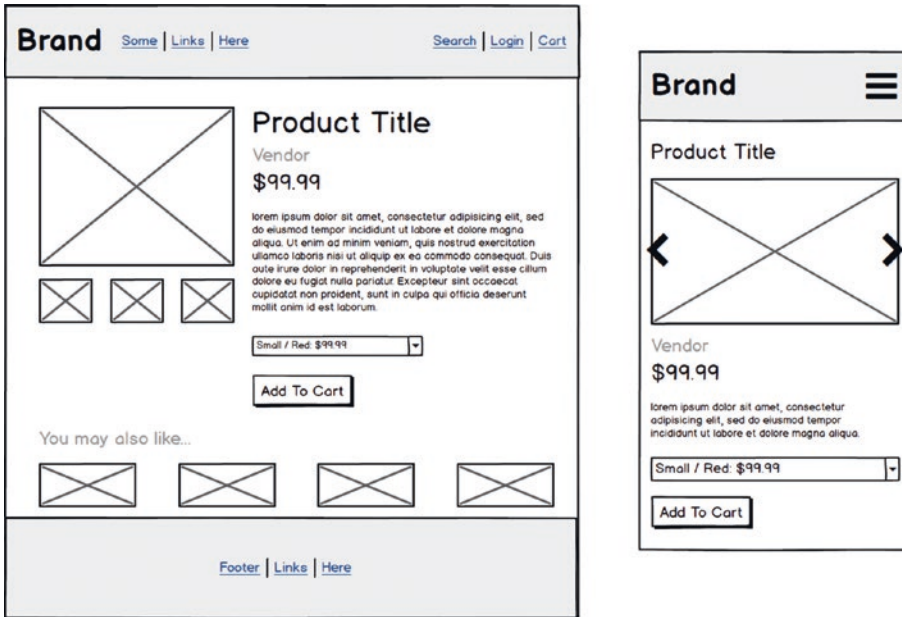 Brand Some | Links | Here Search | Login | Cart
Product Title
Vendor
$99.99
lorem ipsum dolor sit amet, consectetur adipisicing elit, sed
do eiusmod tempor incididunt ut labore et dolore magna
aliqua. Ut enim ad minim veniam, quis nostrud exercitation
ullamco laboris nisi ut aliquip ex ea commodo consequat. Duis
aute irure dolor in reprehenderit in voluptate velit esse cillum
dolore eu fugiat nulla pariatur. Excepteur sint occaecat
cupidatat non proident, sunt in culpa qui officia deserunt
mollit anim id est laborum.
Small / Red: $99.99
Add To Cart
You may also like...
Footer | Links | Here
Brand
Product Title
Vendor
$99.99
lorem ipsum dolor sit amet, consectetur
adipisicing elit, sed do eiusmod tempor
incididunt ut labore et dolore magna aliqua.
Small / Red: $99.99
Add To Cart